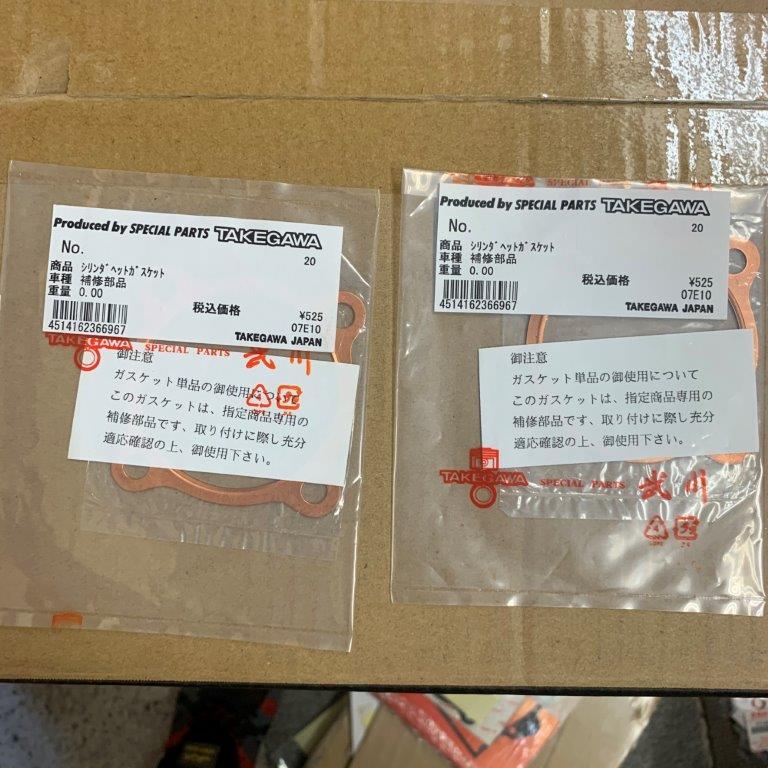 Produced by SPECIAL PARTS TAKEGAWA
No.
20
商品 シリンダヘットガスケット
車種 補修部品
重量 0.00
税込価格
¥525
07E10
4514162366967
TAKEGAWA JAPAN
TAKEGAWA
SPECIAL PARTS 武川
御注意
ガスケット単品の御使用について
このガスケットは、指定商品専用の
補修部品です、取り付けに際し充分
適応確認の上、御使用下さい。
SPECIAL PARTS
Produced by SPECIAL PARTS TAKEGAWA
No.
20
商品 シリンダヘットガスケット
車種 補修部品
重量 0.00
税込価格
¥525
07E10
4514162366967
TAKEGAWA JAPAN
御注意
ガスケット単品の御使用について
このガスケットは、指定商品専用の
補修部品です、取り付けに際し充分
適応確認の上、御使用下さい。
TAKEGAWA
SPECIAL PARTS 武川